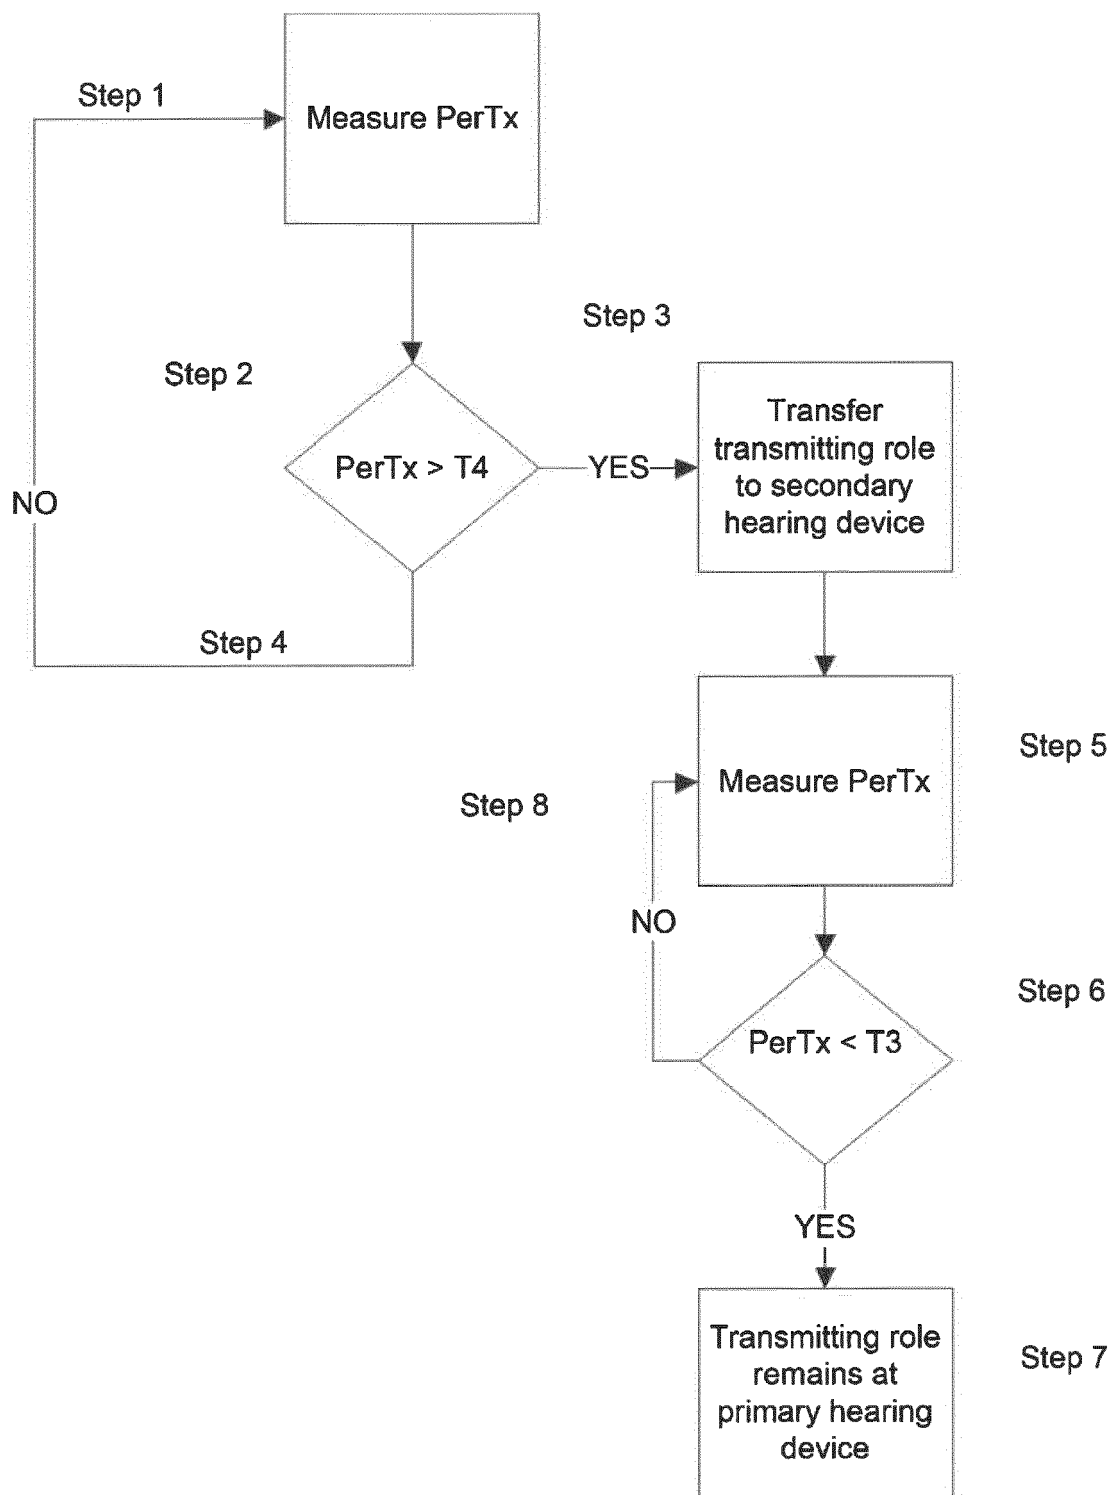 Step 1
Measure PerTx
Step 3
Step 2
Transfer
transmitting role
to secondary
hearing device
PerTx > T4
YES
NO
Step 4
Step 5
Measure PerTx
Step 8
NO
Step 6
PerTx < T3
YES
Transmitting role
remains at
primary hearing
device
Step 7